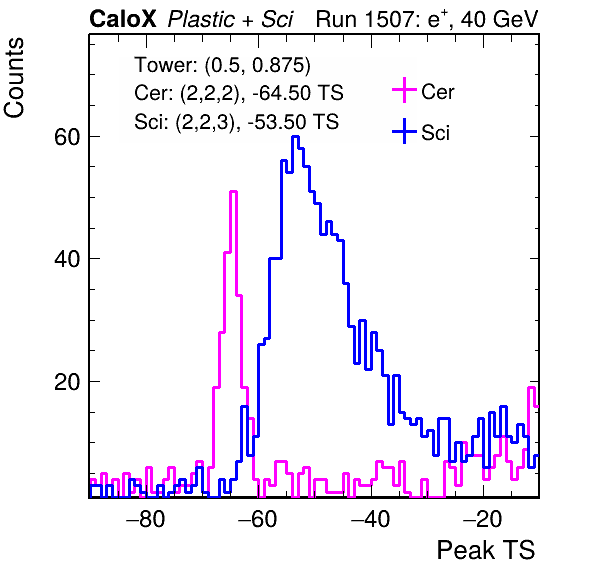 CaloX Plastic + Sci Run 1507: e⁺, 40 GeV
Tower: (0.5, 0.875)
Cer: (2,2,2), -64.50 TS
Sci: (2,2,3), -53.50 TS
Cer
Sci
Counts
60
40
20
−80 −60 −40 −20
Peak TS